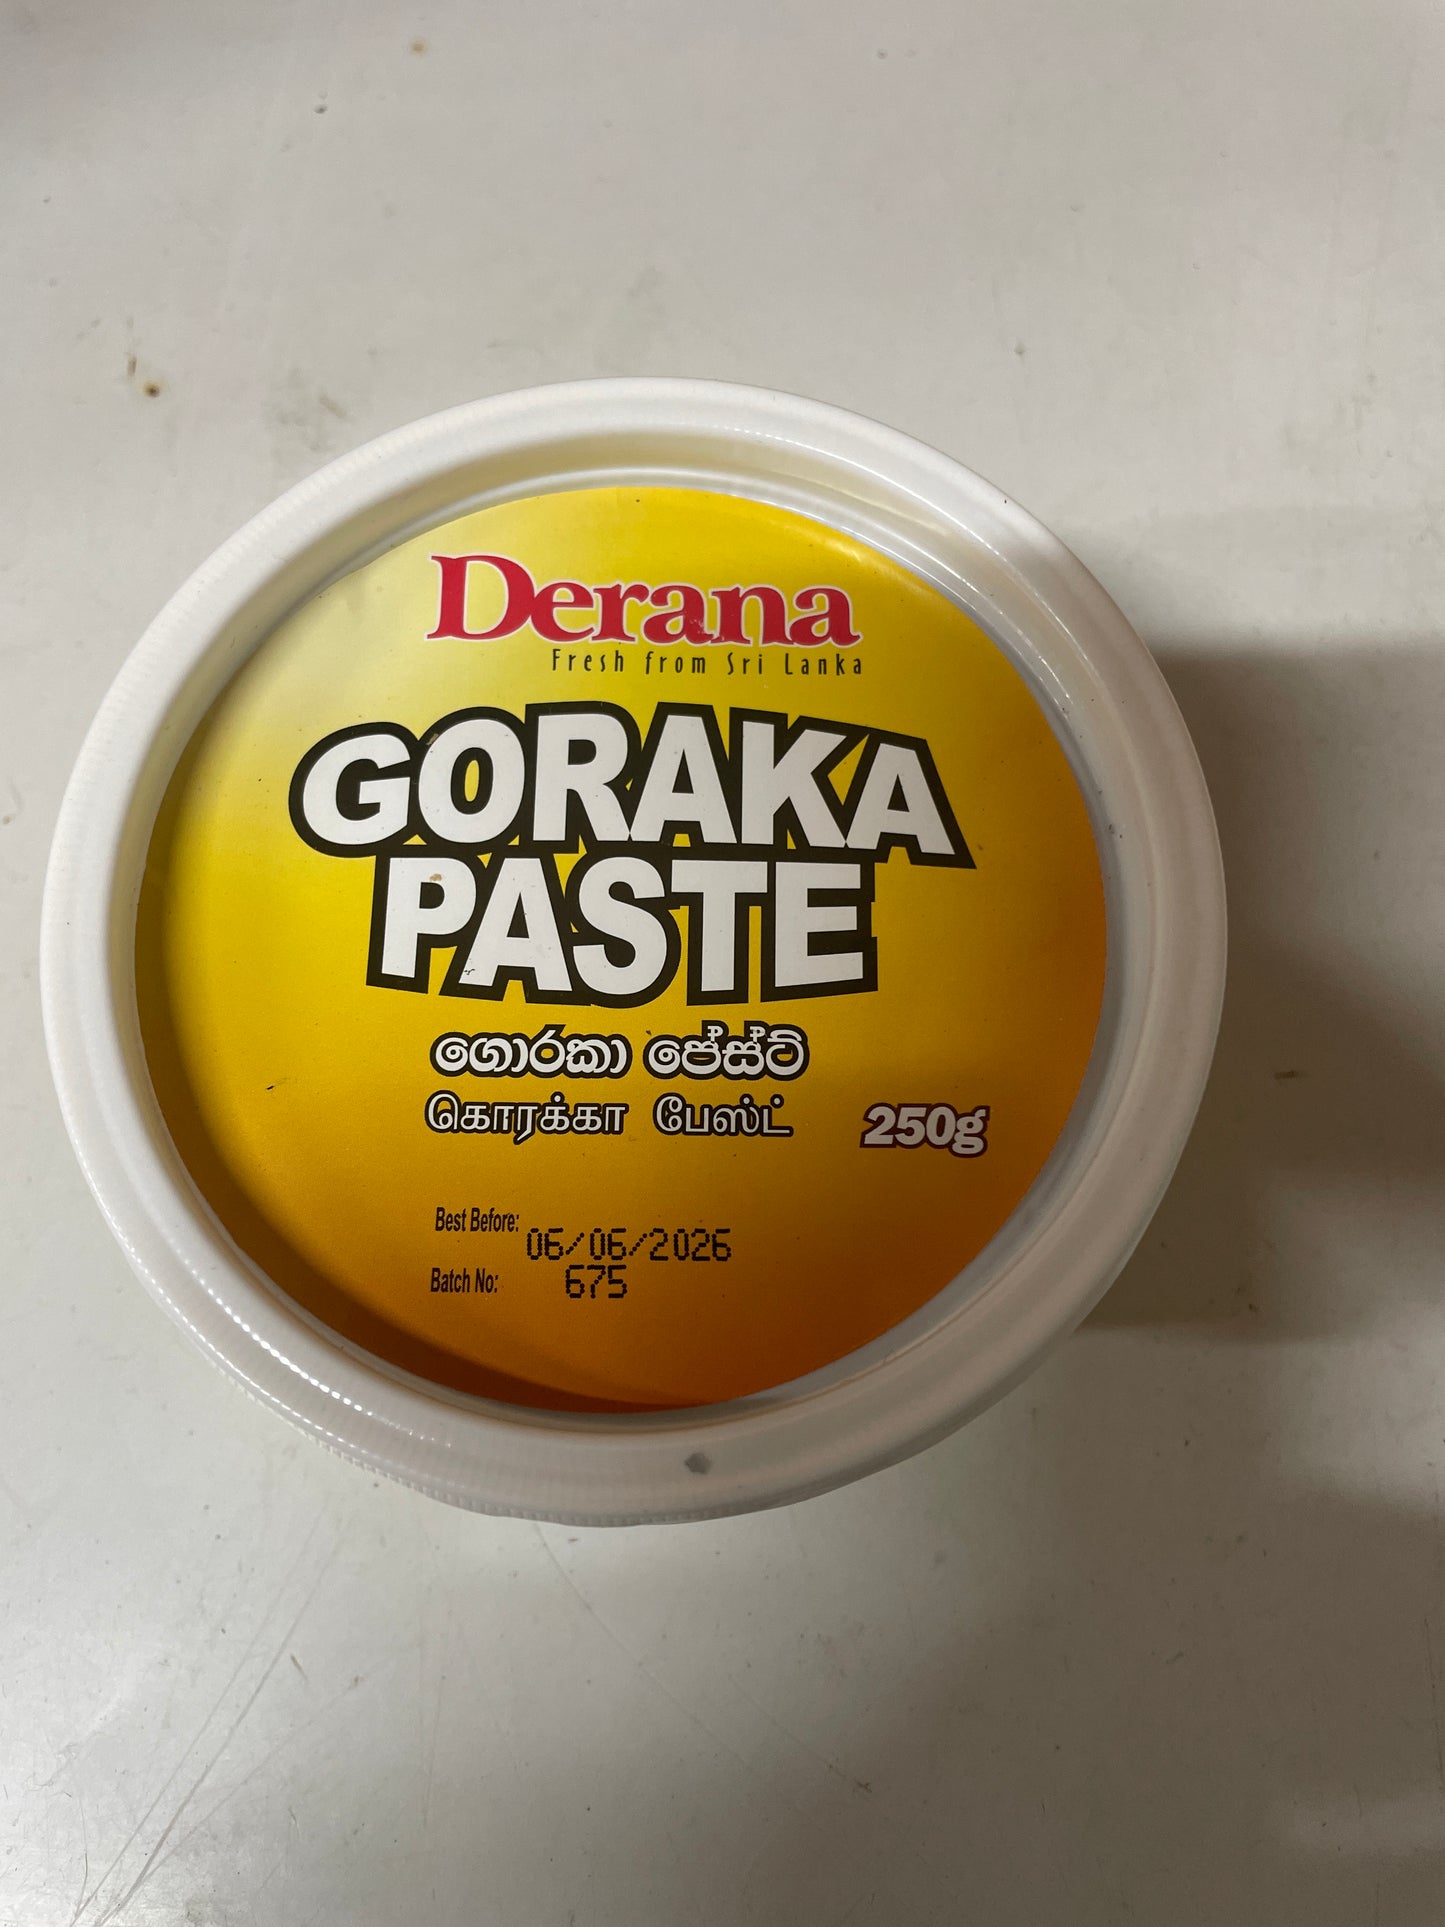 Derana
Fresh from Sri Lanka
GORAKA
PASTE
ගොරකා පේස්ට්
கொரக்கா பேஸ்ட்
250g
Best Before: 06/06/2026
Batch No: 675